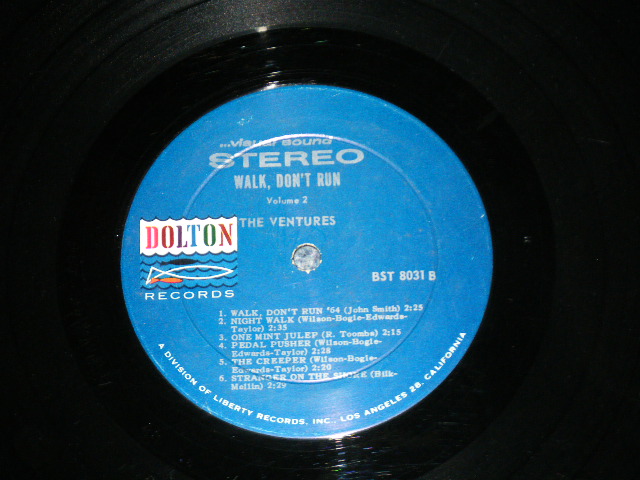 ...visual sound
STEREO
WALK, DON'T RUN
Volume 2
THE VENTURES
DOLTON
RECORDS
BST 8031 B
1. WALK, DON'T RUN '64 (John Smith) 2:25
2. NIGHT WALK (Wilson-Bogle-Edwards-
Taylor) 2:35
3. ONE MINT JULEP (R. Toombs) 2:15
4. PEDAL PUSHER (Wilson-Bogle-
Edwards-Taylor) 2:28
5. THE CREEPER (Wilson-Bogle-
Edwards-Taylor) 2:20
6. STRANGER ON THE SHORE (Bilk-
Mellin) 2:29
A DIVISION OF LIBERTY RECORDS, INC., LOS ANGELES 28, CALIFORNIA